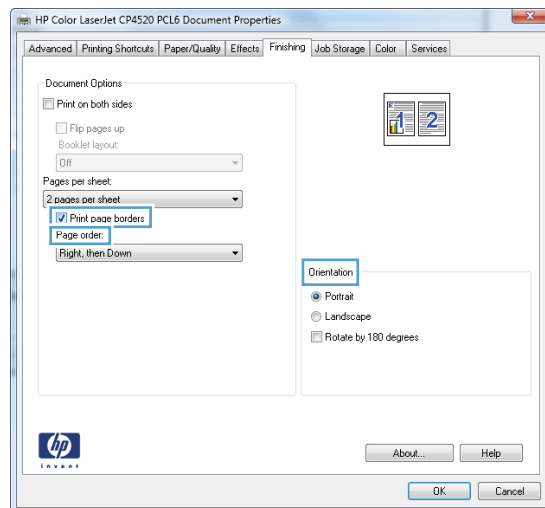 HP Color LaserJet CP4520 PCL6 Document Properties
Advanced Printing Shortcuts Paper/Quality Effects Finishing Job Storage Color Services
Document Options
Print on both sides
Flip pages up
Booklet layout:
Off
Pages per sheet:
2 pages per sheet
Print page borders
Page order:
Right, then Down
1 2
Orientation
Portrait
Landscape
Rotate by 180 degrees
hp
invent
About... Help
OK Cancel